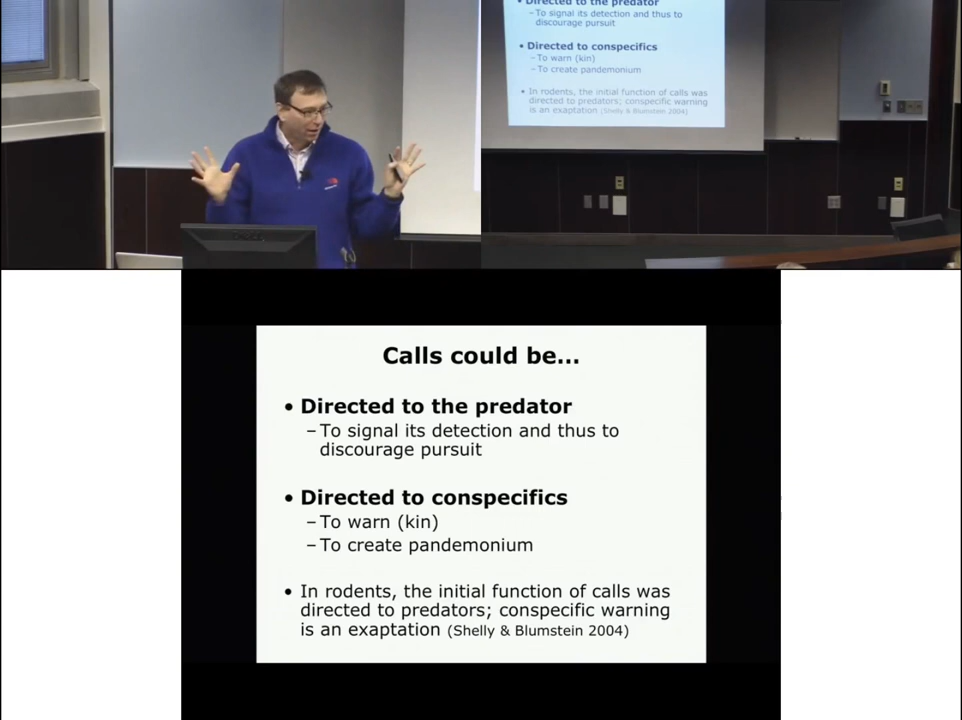 Directed to the predator
–To signal its detection and thus to
discourage pursuit
• Directed to conspecifics
–To warn (kin)
–To create pandemonium
• In rodents, the initial function of calls was
directed to predators; conspecific warning
is an exaptation (Shelly & Blumstein 2004)
Calls could be...
• Directed to the predator
–To signal its detection and thus to
discourage pursuit
• Directed to conspecifics
–To warn (kin)
–To create pandemonium
• In rodents, the initial function of calls was
directed to predators; conspecific warning
is an exaptation (Shelly & Blumstein 2004)